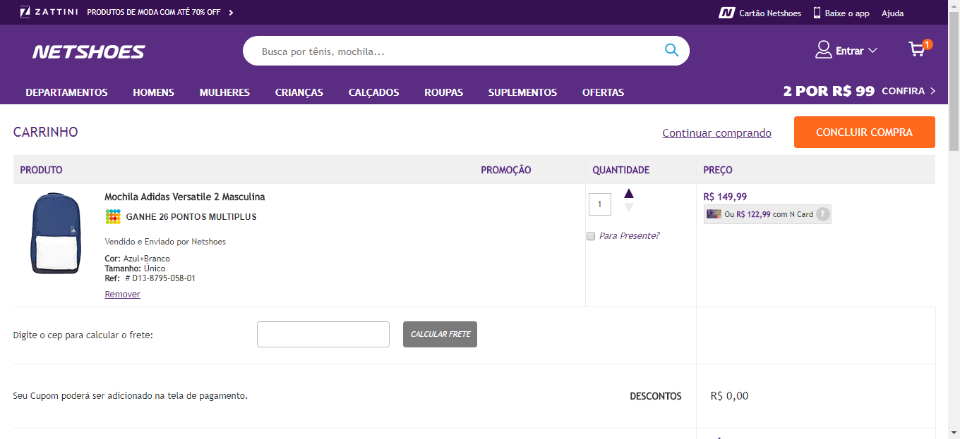 ZATTINI PRODUTOS DE MODA COM ATÉ 70% OFF
Cartão Netshoes Baixe o app Ajuda
NETSHOES
Busca por tênis, mochila...
Entrar
1
DEPARTAMENTOS HOMENS MULHERES CRIANÇAS CALÇADOS ROUPAS SUPLEMENTOS OFERTAS
2 POR R$ 99 CONFIRA
CARRINHO
Continuar comprando
CONCLUIR COMPRA
PRODUTO PROMOÇÃO QUANTIDADE PREÇO
Mochila Adidas Versatile 2 Masculina
GANHE 26 PONTOS MULTIPLUS
Vendido e Enviado por Netshoes
Cor: Azul+Branco
Tamanho: Único
Ref: # D13-8795-058-01
Remover
1
Para Presente?
R$ 149,99
Ou R$ 122,99 com N Card ?
Digite o cep para calcular o frete:
CALCULAR FRETE
Seu Cupom poderá ser adicionado na tela de pagamento.
DESCONTOS R$ 0,00